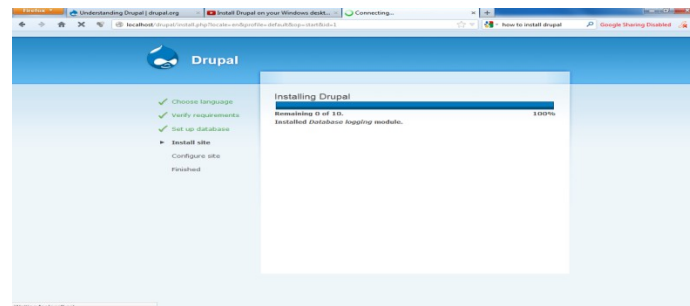 Firefox
Understanding Drupal | drupal.org
Install Drupal on your Windows deskt...
Connecting...
localhost/drupal/install.php?locale=en&profile=default&op=start&id=1
how to install drupal
Google Sharing Disabled
Drupal
Choose language
Verify requirements
Set up database
Install site
Configure site
Finished
Installing Drupal
Remaining 0 of 10.
100%
Installed Database logging module.